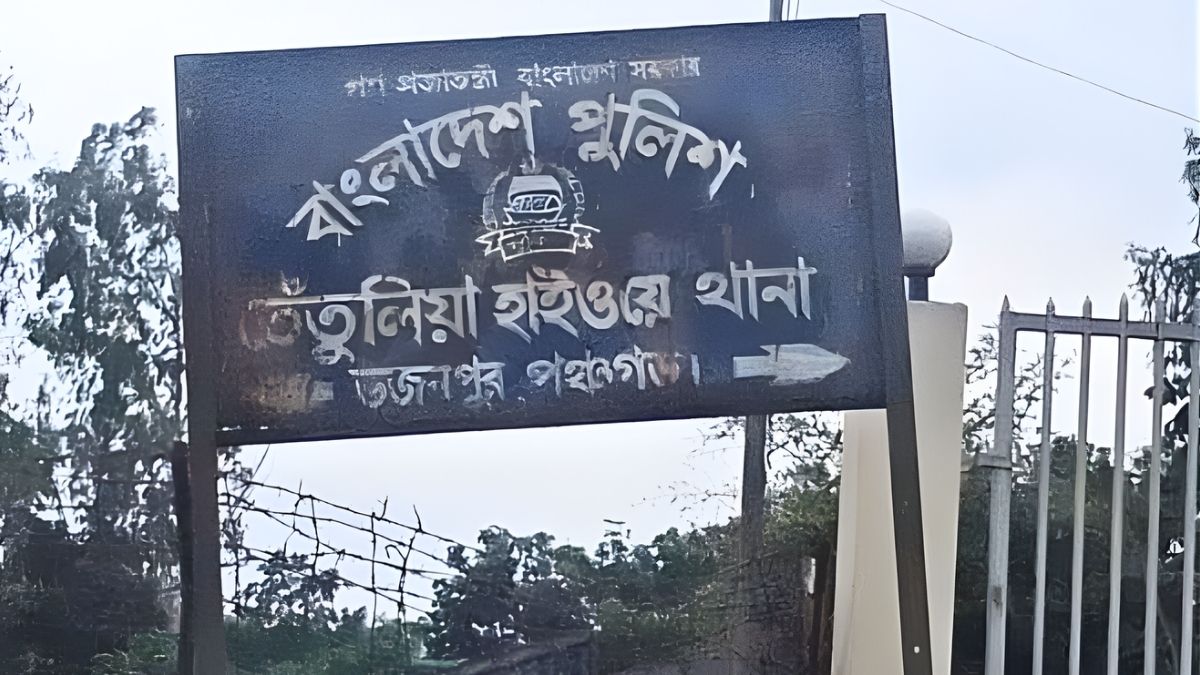 গণ প্রজাতন্ত্রী বাংলাদেশ সরকার
বাংলাদেশ পুলিশ
তেঁতুলিয়া হাইওয়ে থানা
ভজনপুর পঞ্চগড়।